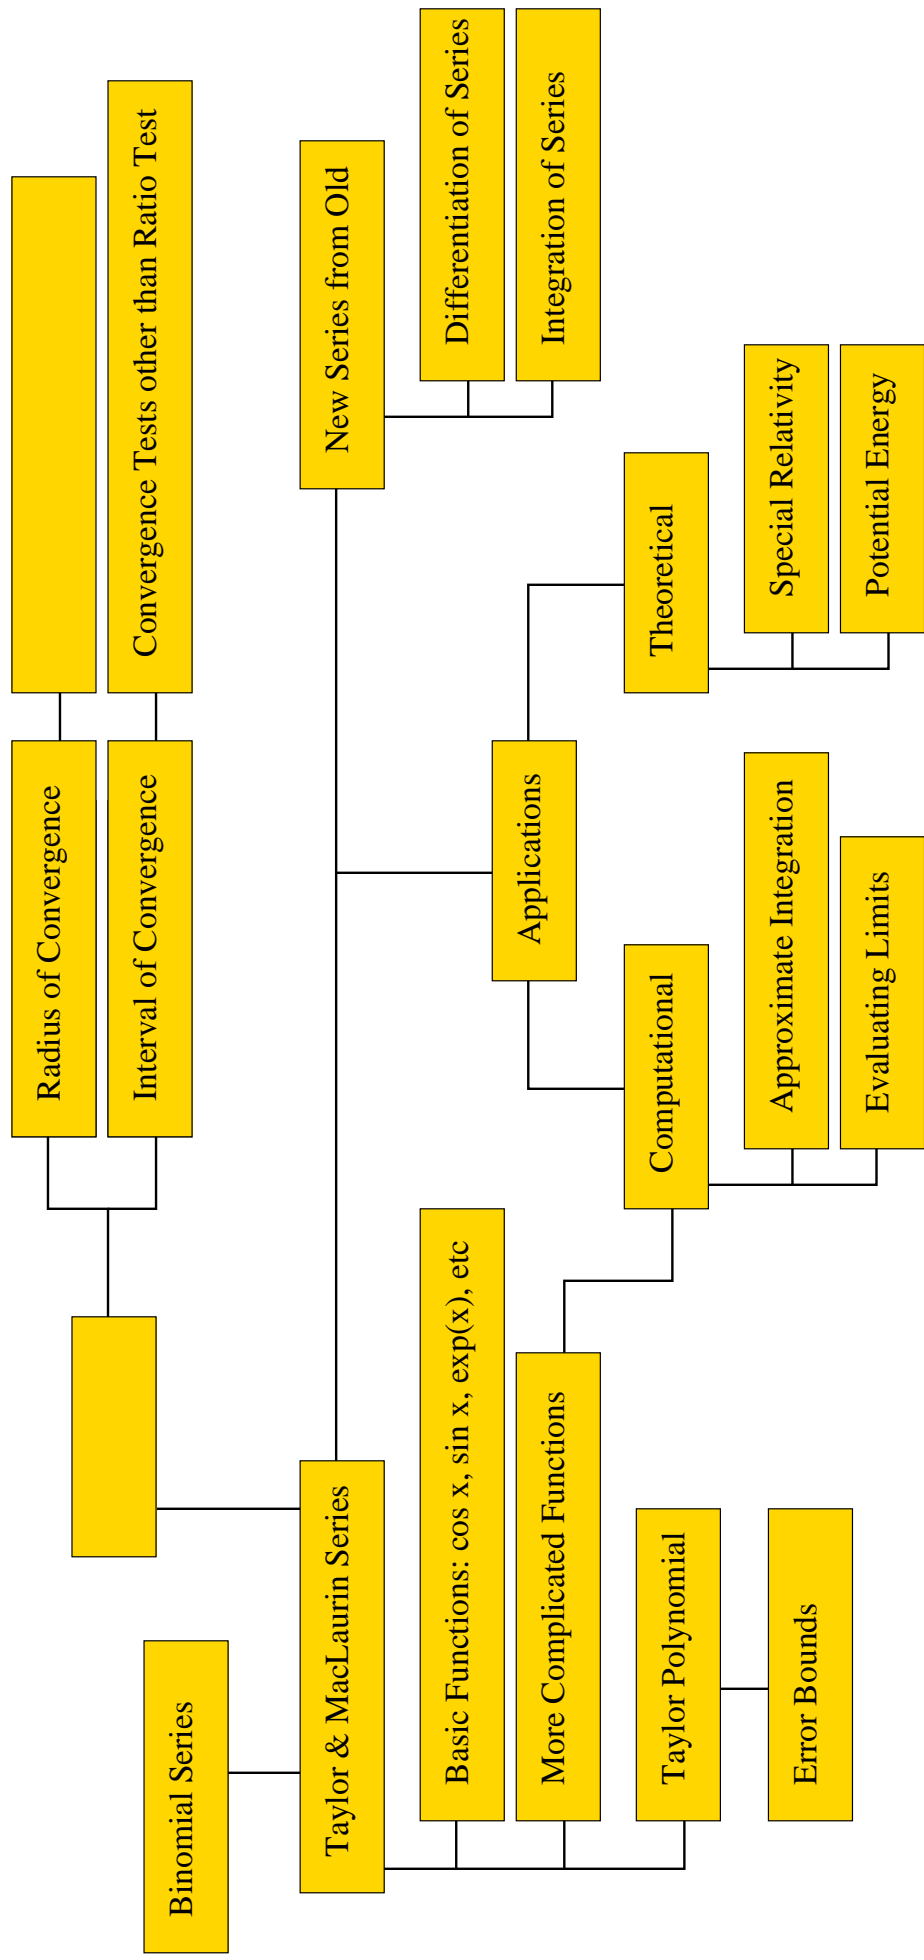 Radius of Convergence
Interval of Convergence
Convergence Tests other than Ratio Test
Binomial Series
Taylor & MacLaurin Series
New Series from Old
Basic Functions: cos x, sin x, exp(x), etc
Differentiation of Series
More Complicated Functions
Integration of Series
Applications
Taylor Polynomial
Computational
Theoretical
Error Bounds
Approximate Integration
Special Relativity
Evaluating Limits
Potential Energy